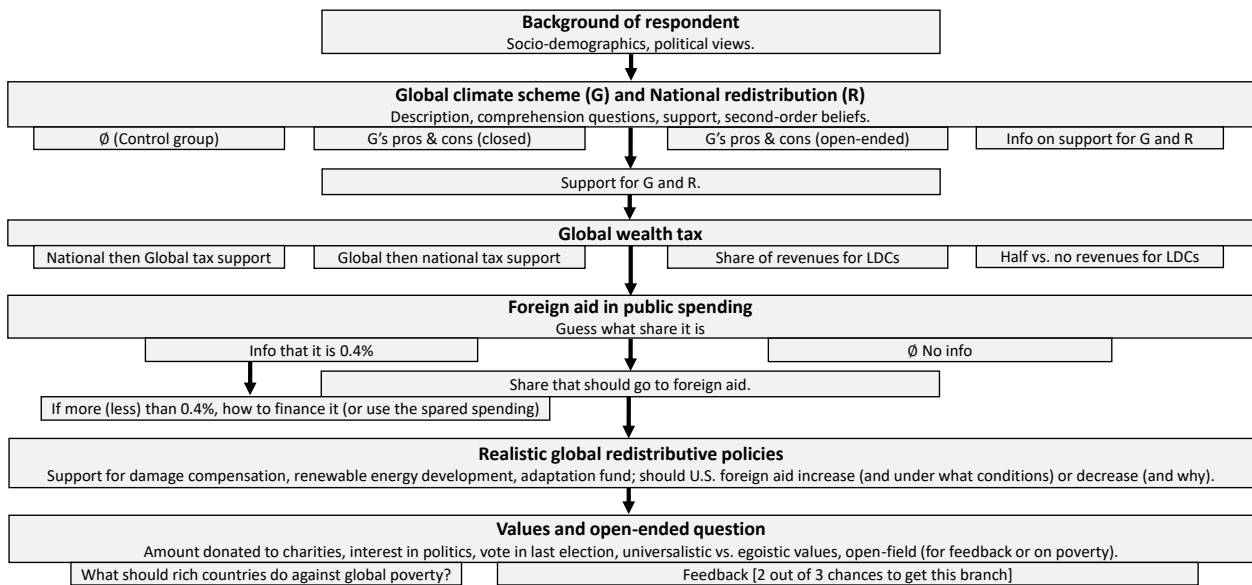 Background of respondent
Socio-demographics, political views.
Global climate scheme (G) and National redistribution (R)
Description, comprehension questions, support, second-order beliefs.
Ø (Control group)
G's pros & cons (closed)
G's pros & cons (open-ended)
Info on support for G and R
Support for G and R.
Global wealth tax
National then Global tax support
Global then national tax support
Share of revenues for LDCs
Half vs. no revenues for LDCs
Foreign aid in public spending
Guess what share it is
Info that it is 0.4%
Ø No info
Share that should go to foreign aid.
If more (less) than 0.4%, how to finance it (or use the spared spending)
Realistic global redistributive policies
Support for damage compensation, renewable energy development, adaptation fund; should U.S. foreign aid increase (and under what conditions) or decrease (and why).
Values and open-ended question
Amount donated to charities, interest in politics, vote in last election, universalistic vs. egoistic values, open-field (for feedback or on poverty).
What should rich countries do against global poverty?
Feedback [2 out of 3 chances to get this branch]